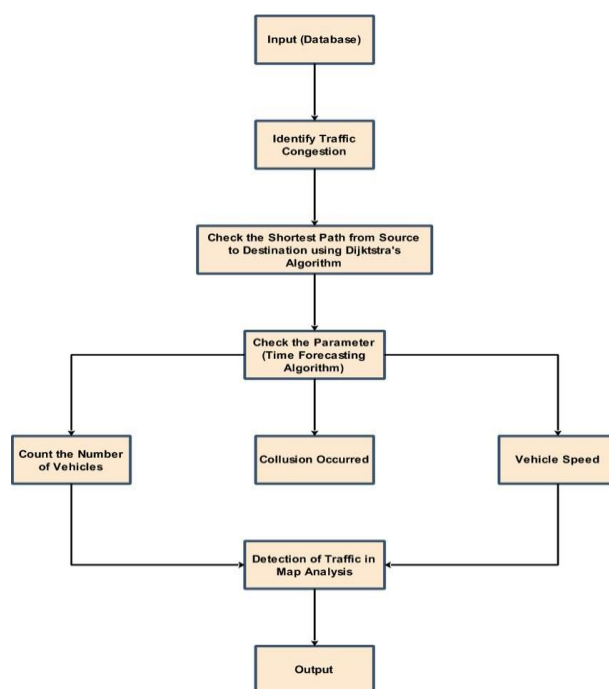 Input (Database)
Identify Traffic
Congestion
Check the Shortest Path from Source
to Destination using Dijktstra's
Algorithm
Check the Parameter
(Time Forecasting
Algorithm)
Count the Number
of Vehicles
Collusion Occurred
Vehicle Speed
Detection of Traffic in
Map Analysis
Output